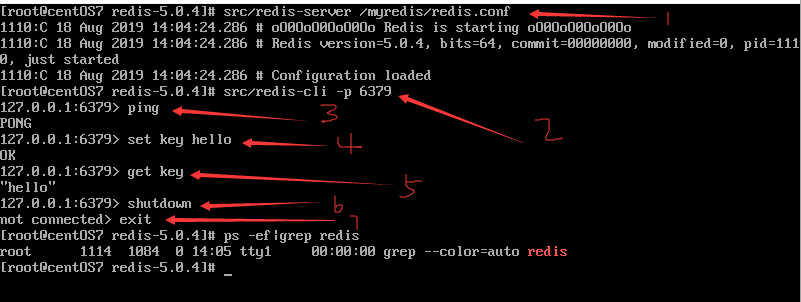 [root@centOS7 redis-5.0.4]# src/redis-server /myredis/redis.conf
1
1110:C 18 Aug 2019 14:04:24.286 # oO0OoO0OoO0Oo Redis is starting oO0OoO0OoO0Oo
1110:C 18 Aug 2019 14:04:24.286 # Redis version=5.0.4, bits=64, commit=00000000, modified=0, pid=111
0, just started
1110:C 18 Aug 2019 14:04:24.286 # Configuration loaded
[root@centOS7 redis-5.0.4]# src/redis-cli -p 6379
2
127.0.0.1:6379> ping
3
PONG
127.0.0.1:6379> set key hello
4
OK
127.0.0.1:6379> get key
5
"hello"
127.0.0.1:6379> shutdown
6
not connected> exit
7
[root@centOS7 redis-5.0.4]# ps -ef|grep redis
root 1114 1084 0 14:05 tty1 00:00:00 grep --color=auto redis
[root@centOS7 redis-5.0.4]# _